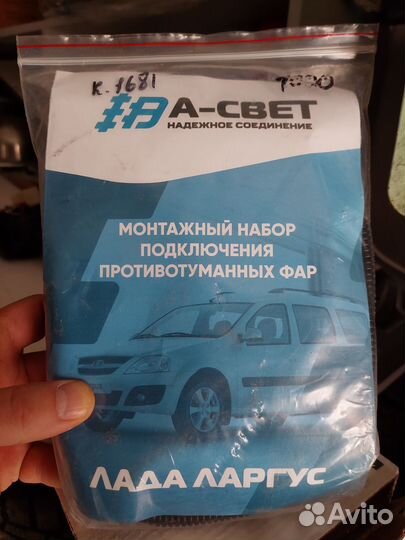 К. 1681
А-СВЕТ
НАДЕЖНОЕ СОЕДИНЕНИЕ
МОНТАЖНЫЙ НАБОР
ПОДКЛЮЧЕНИЯ
ПРОТИВОТУМАННЫХ ФАР
ЛАДА ЛАРГУС
Avito